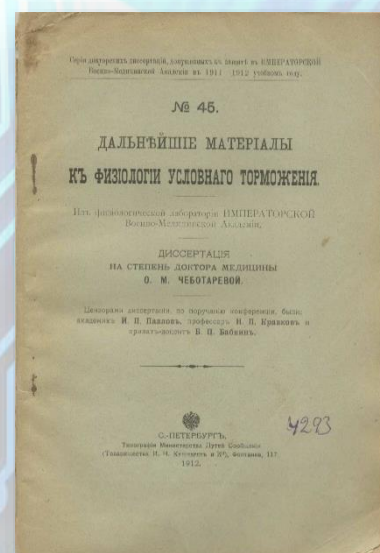 Серія докторскихъ диссертацій, допущенныхъ къ защитѣ въ ИМПЕРАТОРСКОЙ
Военно-Медицинской Академіи въ 1911—1912 учебномъ году.
№ 45.
ДАЛЬНѢЙШІЕ МАТЕРІАЛЫ
КЪ ФИЗІОЛОГІИ УСЛОВНАГО ТОРМОЖЕНІЯ.
Изъ физіологической лабораторіи ИМПЕРАТОРСКОЙ
Военно-Медицинской Академіи.
ДИССЕРТАЦІЯ
НА СТЕПЕНЬ ДОКТОРА МЕДИЦИНЫ
О. М. ЧЕБОТАРЕВОЙ.
Цензорами диссертаціи, по порученію конференціи, были:
академикъ И. П. Павловъ, профессоръ Н. П. Кравковъ и
приватъ-доцентъ Б. П. Бабкинъ.
4293
С.-ПЕТЕРБУРГЪ.
Типографія Министерства Путей Сообщенія
(Товарищества И. Н. Кушнеревъ и Кº), Фонтанка, 117.
1912.